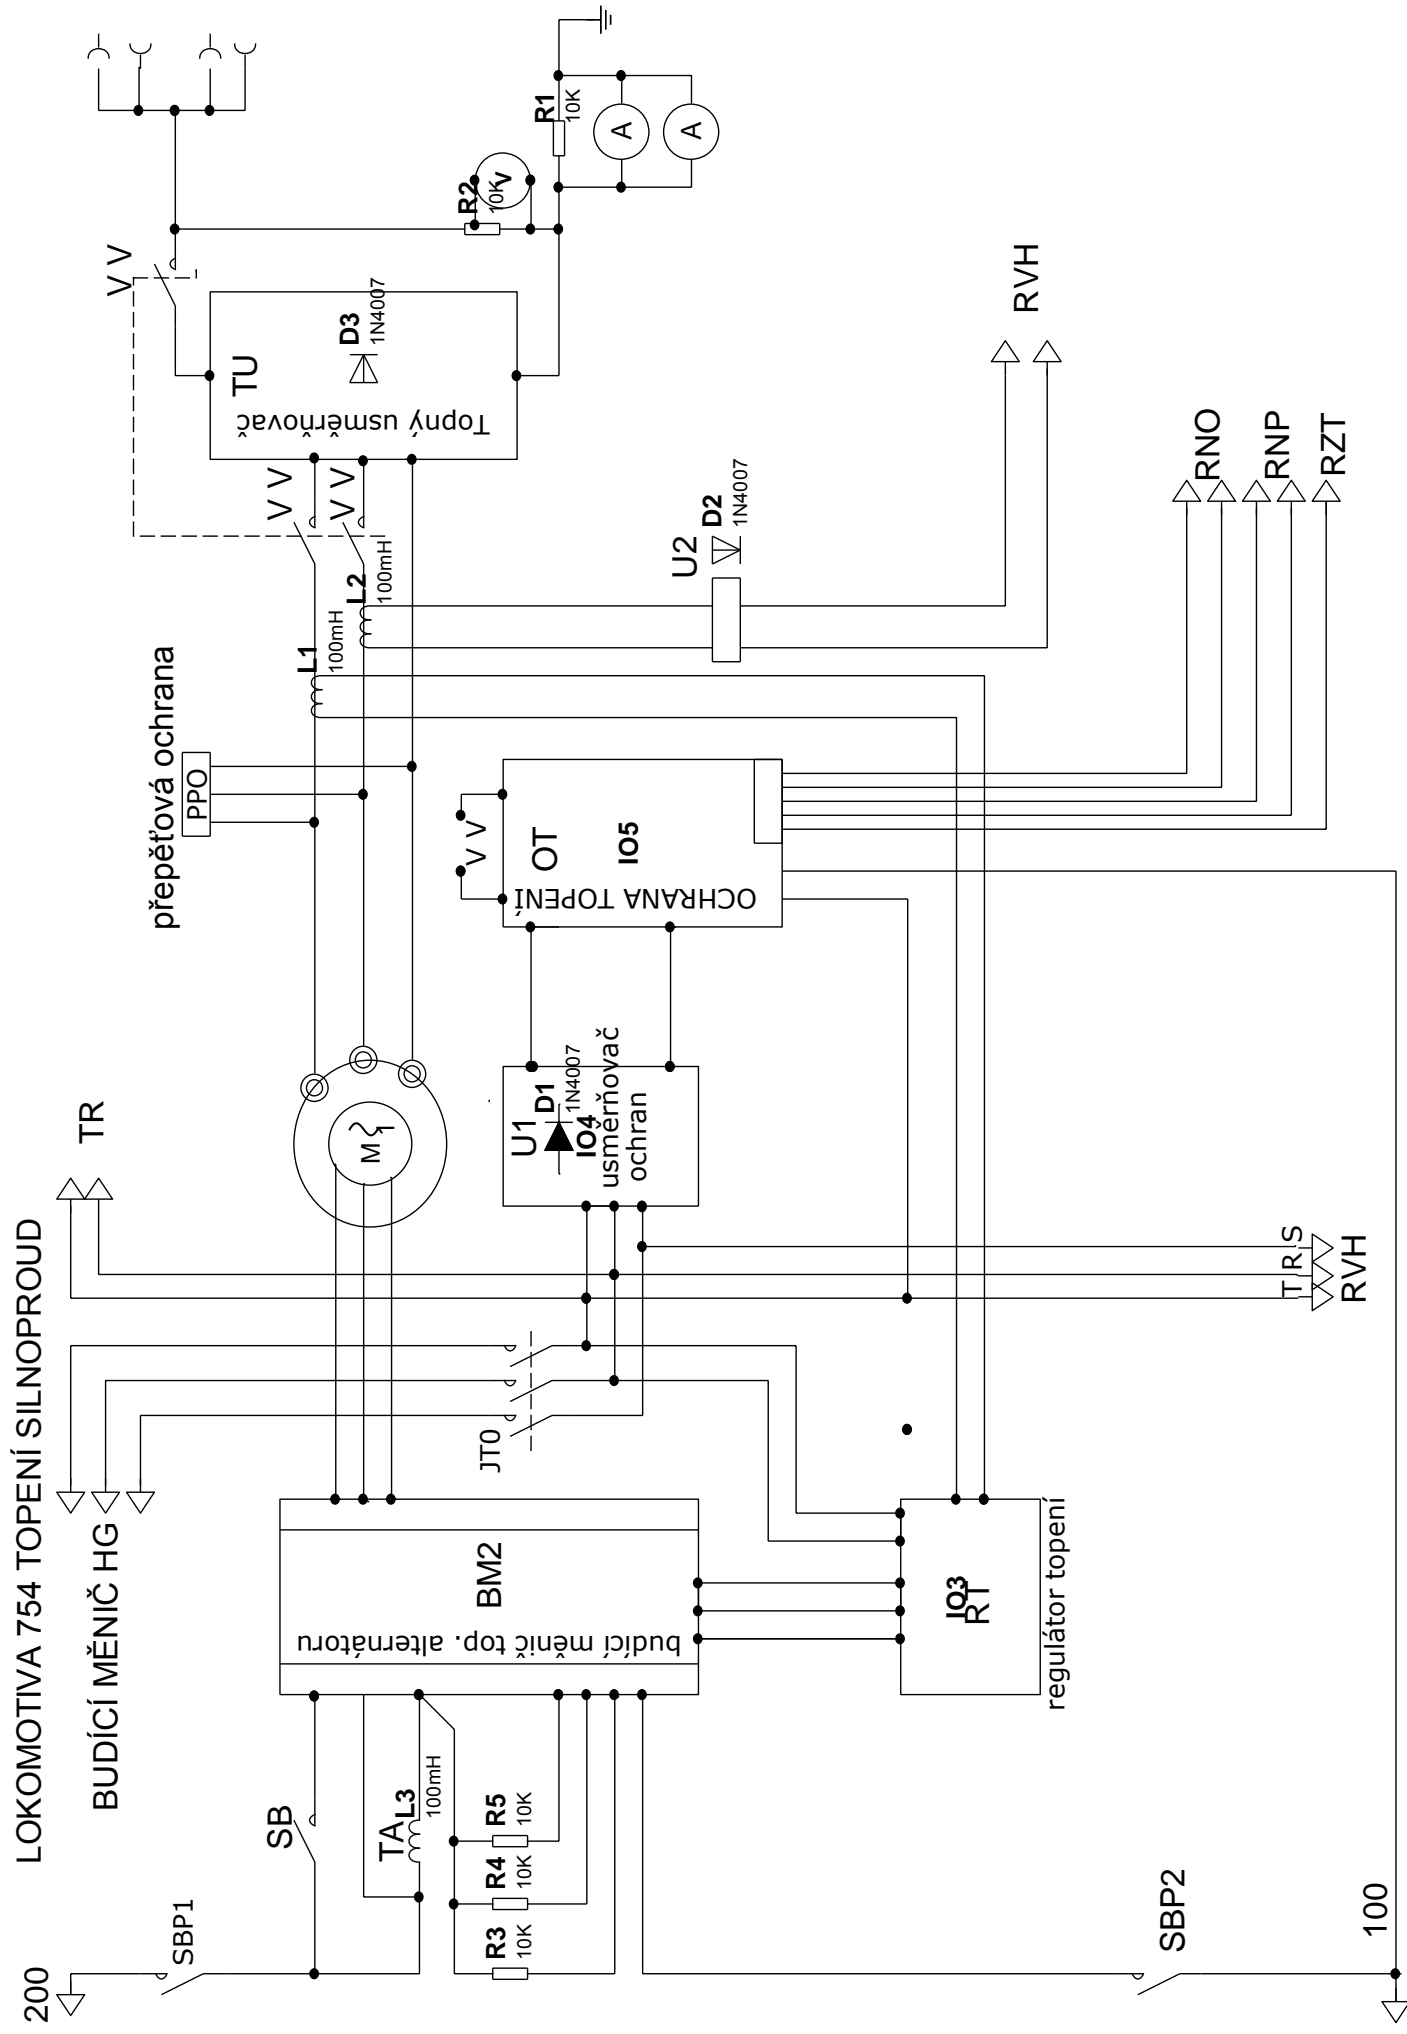 LOKOMOTIVA 754 TOPENÍ SILNOPROUD
200
SBP1
SB
TA
L3
100mH
R3
10K
R4
10K
R5
10K
SBP2
100
BUDÍCÍ MĚNIČ HG
BM2
budící měnič top. alternátoru
JT0
IO3
RT
regulátor topení
TR
M
1
U1
D1
1N4007
IO4
usměrňovač
ochran
T
R
S
RVH
přepěťová ochrana
PPO
V V
OT
IO5
OCHRANA TOPENÍ
L1
100mH
L2
100mH
U2
D2
1N4007
RNO
RNP
RZT
RVH
V V
V V
V V
TU
Topný usměrňovač
D3
1N4007
R2
10K
V
R1
10K
A
A